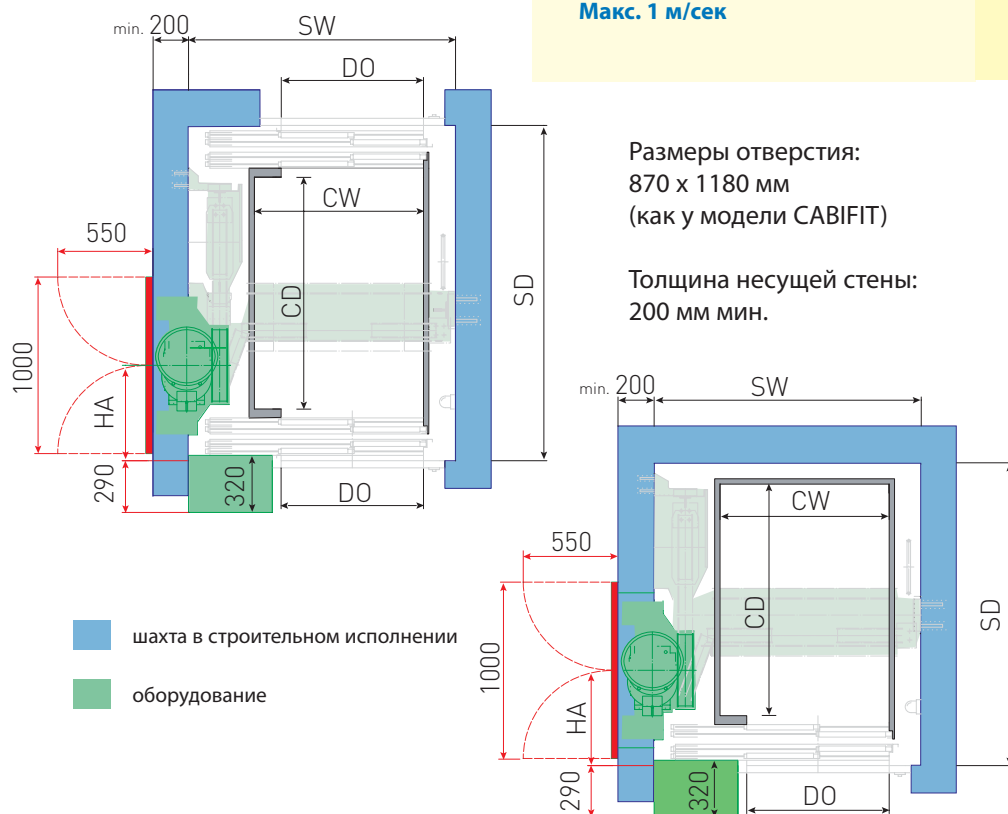 Макс. 1 м/сек
min. 200
SW
DO
Размеры отверстия:
870 x 1180 мм
(как у модели CABIFIT)
Толщина несущей стены:
200 мм мин.
CW
550
CD
SD
1000
HA
290
320
DO
min. 200
SW
CW
550
CD
SD
1000
HA
290
320
DO
шахта в строительном исполнении
оборудование